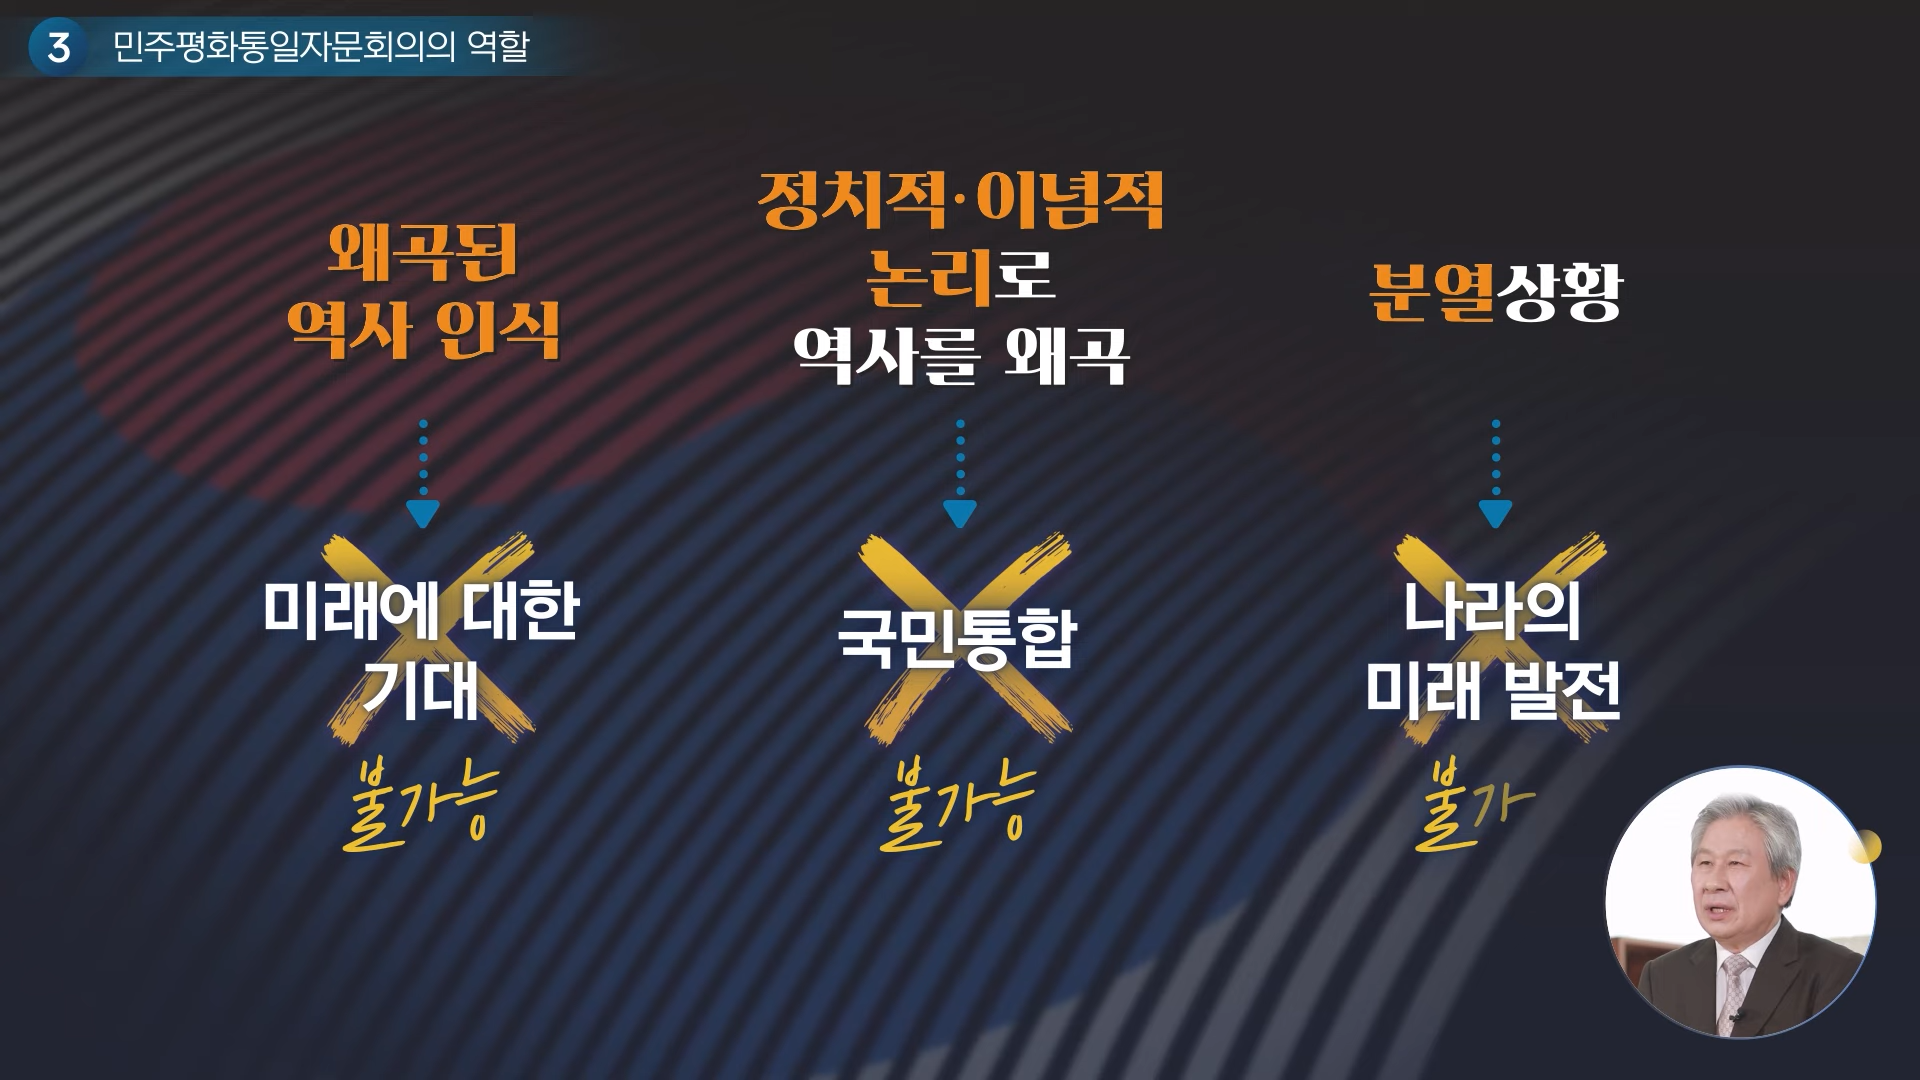 3 민주평화통일자문회의의 역할
왜곡된
역사 인식
미래에 대한
기대
불가능
정치적·이념적
논리로
역사를 왜곡
국민통합
불가능
분열상황
나라의
미래 발전
불가